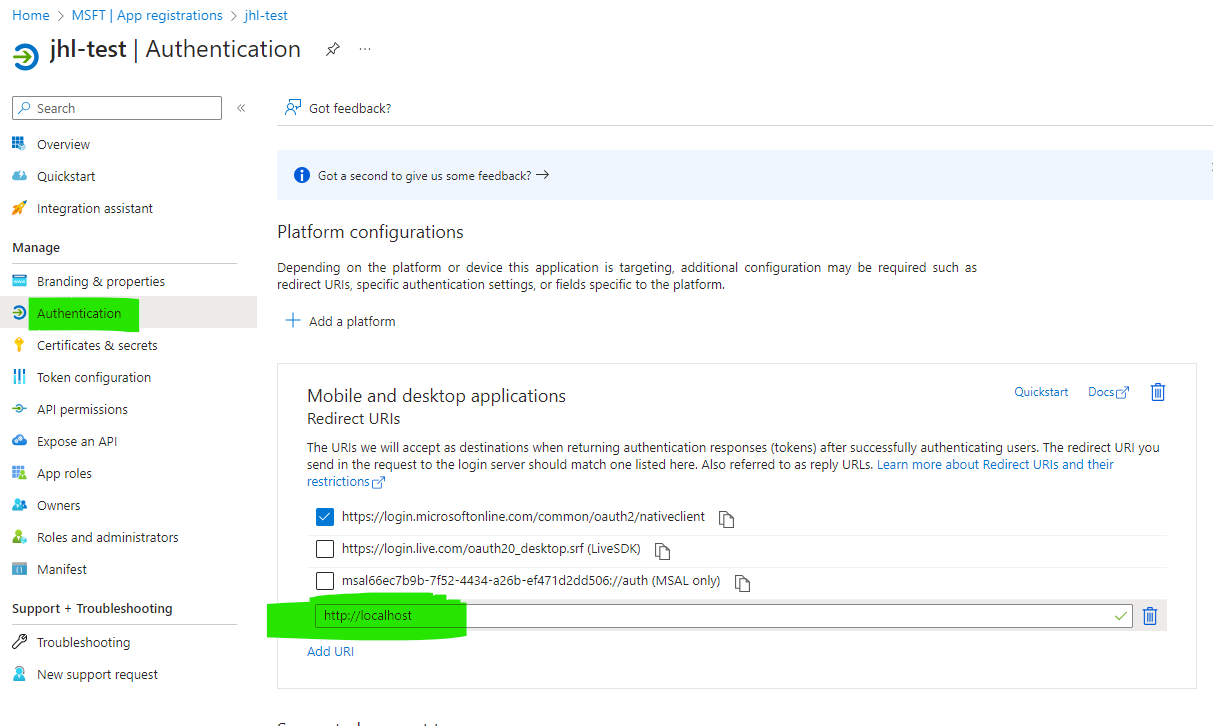 Home > MSFT | App registrations > jhl-test
jhl-test | Authentication
Search
Got feedback?
Overview
Quickstart
Integration assistant
Got a second to give us some feedback?
Manage
Branding & properties
Authentication
Certificates & secrets
Token configuration
API permissions
Expose an API
App roles
Owners
Roles and administrators
Manifest
Support + Troubleshooting
Troubleshooting
New support request
Platform configurations
Depending on the platform or device this application is targeting, additional configuration may be required such as
redirect URIs, specific authentication settings, or fields specific to the platform.
Add a platform
Mobile and desktop applications
Quickstart
Docs
Redirect URIs
The URIs we will accept as destinations when returning authentication responses (tokens) after successfully authenticating users. The redirect URI you
send in the request to the login server should match one listed here. Also referred to as reply URLs. Learn more about Redirect URIs and their
restrictions
https://login.microsoftonline.com/common/oauth2/nativeclient
https://login.live.com/oauth20_desktop.srf (LiveSDK)
msal66ec7b9b-7f52-4434-a26b-ef471d2dd506://auth (MSAL only)
http://localhost
Add URI